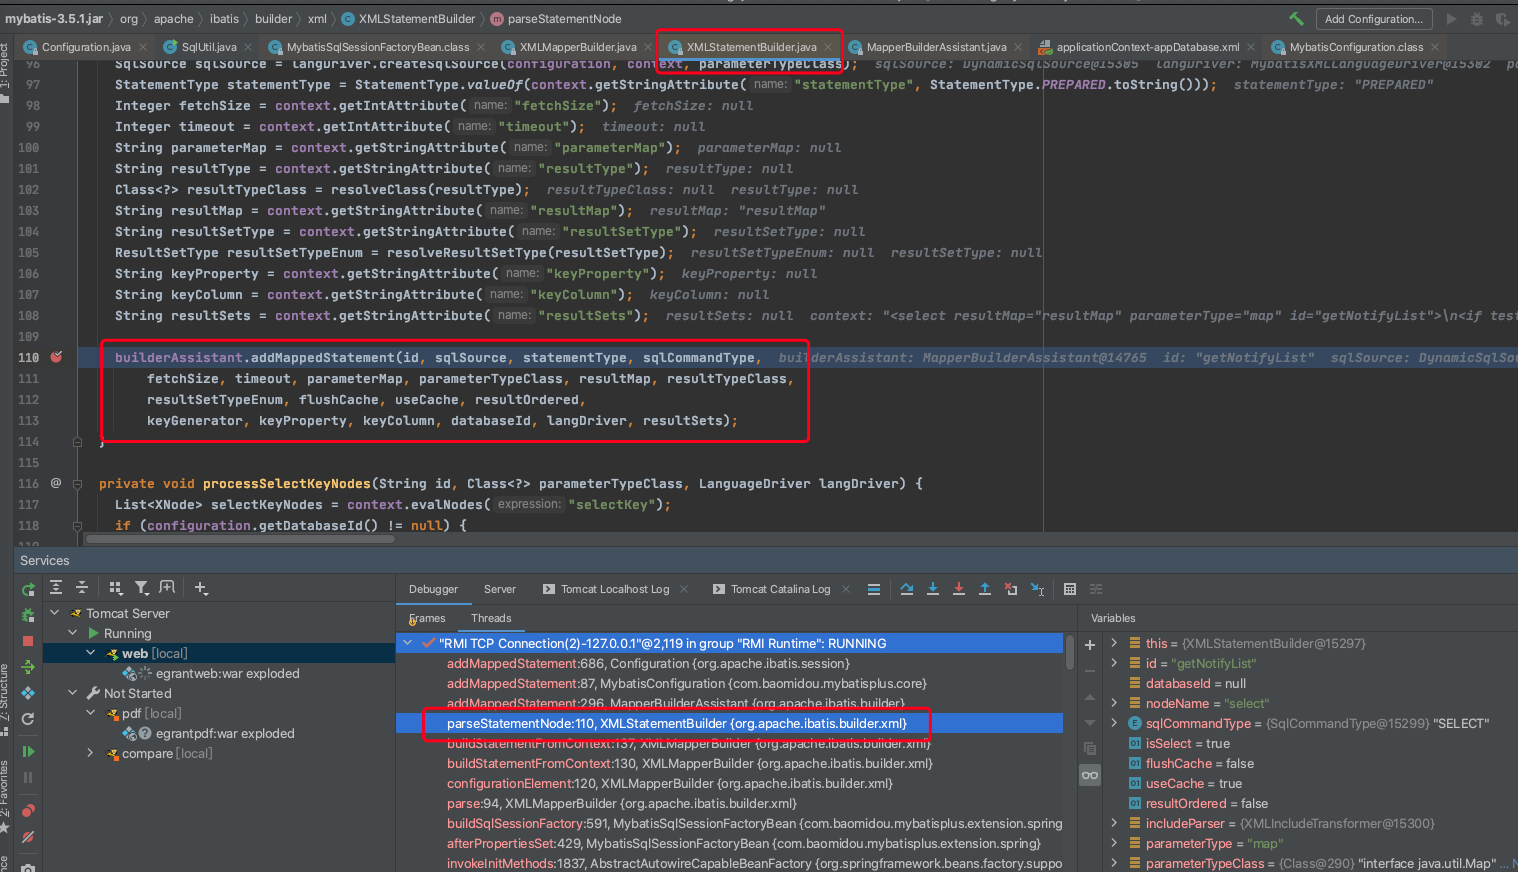 mybatis-3.5.1.jar org apache ibatis builder xml XMLStatementBuilder parseStatementNode Add Configuration...
Configuration.java SqlUtil.java MybatisSqlSessionFactoryBean.class XMLMapperBuilder.java XMLStatementBuilder.java MapperBuilderAssistant.java applicationContext-appDatabase.xml MybatisConfiguration.class
1: Project
96 SqlSource sqlSource = langDriver.createSqlSource(configuration, context, parameterTypeClass); sqlSource: DynamicSqlSource@15305 langDriver: MybatisXMLLanguageDriver@15302
97 StatementType statementType = StatementType.valueOf(context.getStringAttribute( name: "statementType", StatementType.PREPARED.toString())); statementType: "PREPARED"
98 Integer fetchSize = context.getIntAttribute( name: "fetchSize"); fetchSize: null
99 Integer timeout = context.getIntAttribute( name: "timeout"); timeout: null
100 String parameterMap = context.getStringAttribute( name: "parameterMap"); parameterMap: null
101 String resultType = context.getStringAttribute( name: "resultType"); resultType: null
102 Class<?> resultTypeClass = resolveClass(resultType); resultTypeClass: null resultType: null
103 String resultMap = context.getStringAttribute( name: "resultMap"); resultMap: "resultMap"
104 String resultSetType = context.getStringAttribute( name: "resultSetType"); resultSetType: null
105 ResultSetType resultSetTypeEnum = resolveResultSetType(resultSetType); resultSetTypeEnum: null resultSetType: null
106 String keyProperty = context.getStringAttribute( name: "keyProperty"); keyProperty: null
107 String keyColumn = context.getStringAttribute( name: "keyColumn"); keyColumn: null
108 String resultSets = context.getStringAttribute( name: "resultSets"); resultSets: null context: "<select resultMap="resultMap" parameterType="map" id="getNotifyList">\n<if test
109
110 builderAssistant.addMappedStatement(id, sqlSource, statementType, sqlCommandType, builderAssistant: MapperBuilderAssistant@14765 id: "getNotifyList" sqlSource: DynamicSqlSou
111 fetchSize, timeout, parameterMap, parameterTypeClass, resultMap, resultTypeClass,
112 resultSetTypeEnum, flushCache, useCache, resultOrdered,
113 keyGenerator, keyProperty, keyColumn, databaseId, langDriver, resultSets);
114 }
115
116 @ private void processSelectKeyNodes(String id, Class<?> parameterTypeClass, LanguageDriver langDriver) {
117 List<XNode> selectKeyNodes = context.evalNodes( expression: "selectKey");
118 if (configuration.getDatabaseId() != null) {
Services
Debugger Server Tomcat Localhost Log Tomcat Catalina Log
Frames Threads
Variables
Tomcat Server
Running
web [local]
egrantweb:war exploded
Not Started
pdf [local]
egrantpdf:war exploded
compare [local]
Z: Structure
2: Favorites
"RMI TCP Connection(2)-127.0.0.1"@2,119 in group "RMI Runtime": RUNNING
addMappedStatement:686, Configuration {org.apache.ibatis.session}
addMappedStatement:87, MybatisConfiguration {com.baomidou.mybatisplus.core}
addMappedStatement:296, MapperBuilderAssistant {org.apache.ibatis.builder}
parseStatementNode:110, XMLStatementBuilder {org.apache.ibatis.builder.xml}
buildStatementFromContext:137, XMLMapperBuilder {org.apache.ibatis.builder.xml}
buildStatementFromContext:130, XMLMapperBuilder {org.apache.ibatis.builder.xml}
configurationElement:120, XMLMapperBuilder {org.apache.ibatis.builder.xml}
parse:94, XMLMapperBuilder {org.apache.ibatis.builder.xml}
buildSqlSessionFactory:591, MybatisSqlSessionFactoryBean {com.baomidou.mybatisplus.extension.spring
afterPropertiesSet:429, MybatisSqlSessionFactoryBean {com.baomidou.mybatisplus.extension.spring}
invokeInitMethods:1837, AbstractAutowireCapableBeanFactory {org.springframework.beans.factory.suppo
this = {XMLStatementBuilder@15297}
id = "getNotifyList"
databaseId = null
nodeName = "select"
sqlCommandType = {SqlCommandType@15299} "SELECT"
isSelect = true
flushCache = false
useCache = true
resultOrdered = false
includeParser = {XMLIncludeTransformer@15300}
parameterType = "map"
parameterTypeClass = {Class@290} "interface java.util.Map" ...